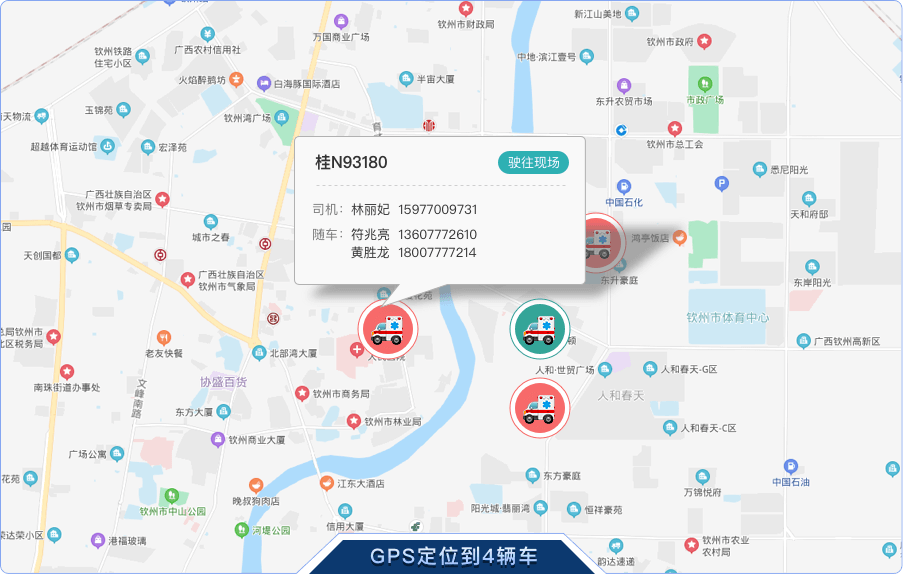 钦州市财政局
新江山美地
万国商业广场
钦州市政府
广西农村信用社
钦州铁路
住宅小区
中地·滨江壹号
火焰醉鹅坊
白海豚国际酒店
半宙大厦
东升农贸市场
市政广场
玉锦苑
天物流
钦州湾广场
钦州市总工会
超越体育运动馆
宏泽苑
桂N93180
驶往现场
悉尼阳光
P
中国石化
广西壮族自治区
钦州市烟草专卖局
司机: 林丽妃 15977009731
天和府邸
城市之春
随车: 符兆亮 13607772610
黄胜龙 18007777214
园
鸿亭饭店
天创国都
广西壮族自治区
钦州市气象局
东升豪庭
东岸阳光
钦州市体育中心
总局钦州市
北区税务局
老友快餐
北部湾大厦
广西钦州高新区
南珠街道办事处
协盛百货
人和·世贸广场
人和春天-G区
文峰南路
钦州市商务局
人和春天
东方大厦
钦州市林业局
人和春天-C区
钦州商业大厦
广场公寓
花苑
东方豪庭
中国石油
江东大酒店
万锦悦府
晚叔狗肉店
钦州市中山公园
阳光城·翡丽湾
恒祥豪苑
信用大厦
河堤公园
荣达荣小区
港福玻璃
钦州市农业
农村局
韵达速递
GPS定位到4辆车